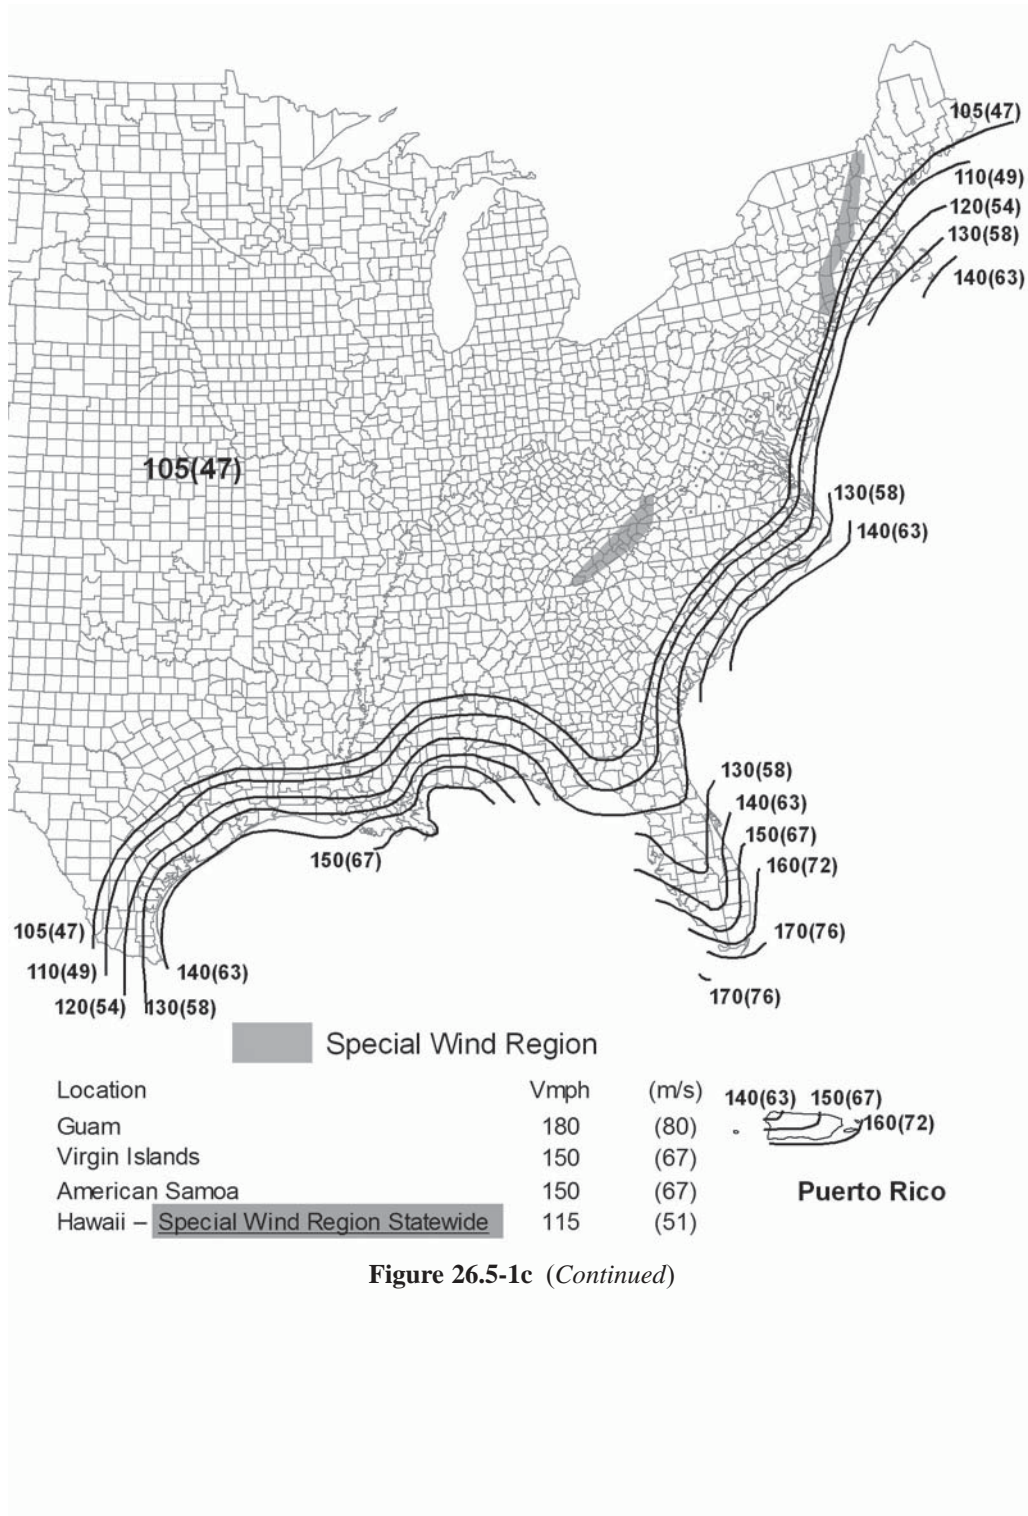 105(47)
110(49)
120(54)
130(58)
140(63)
105(47)
130(58)
140(63)
130(58)
140(63)
150(67)
150(67)
160(72)
105(47)
170(76)
110(49)
140(63)
170(76)
120(54)
130(58)
Special Wind Region
Location Vmph (m/s)
Guam 180 (80)
Virgin Islands 150 (67)
American Samoa 150 (67)
Hawaii – Special Wind Region Statewide 115 (51)
140(63) 150(67)
160(72)
Puerto Rico
Figure 26.5-1c (Continued)